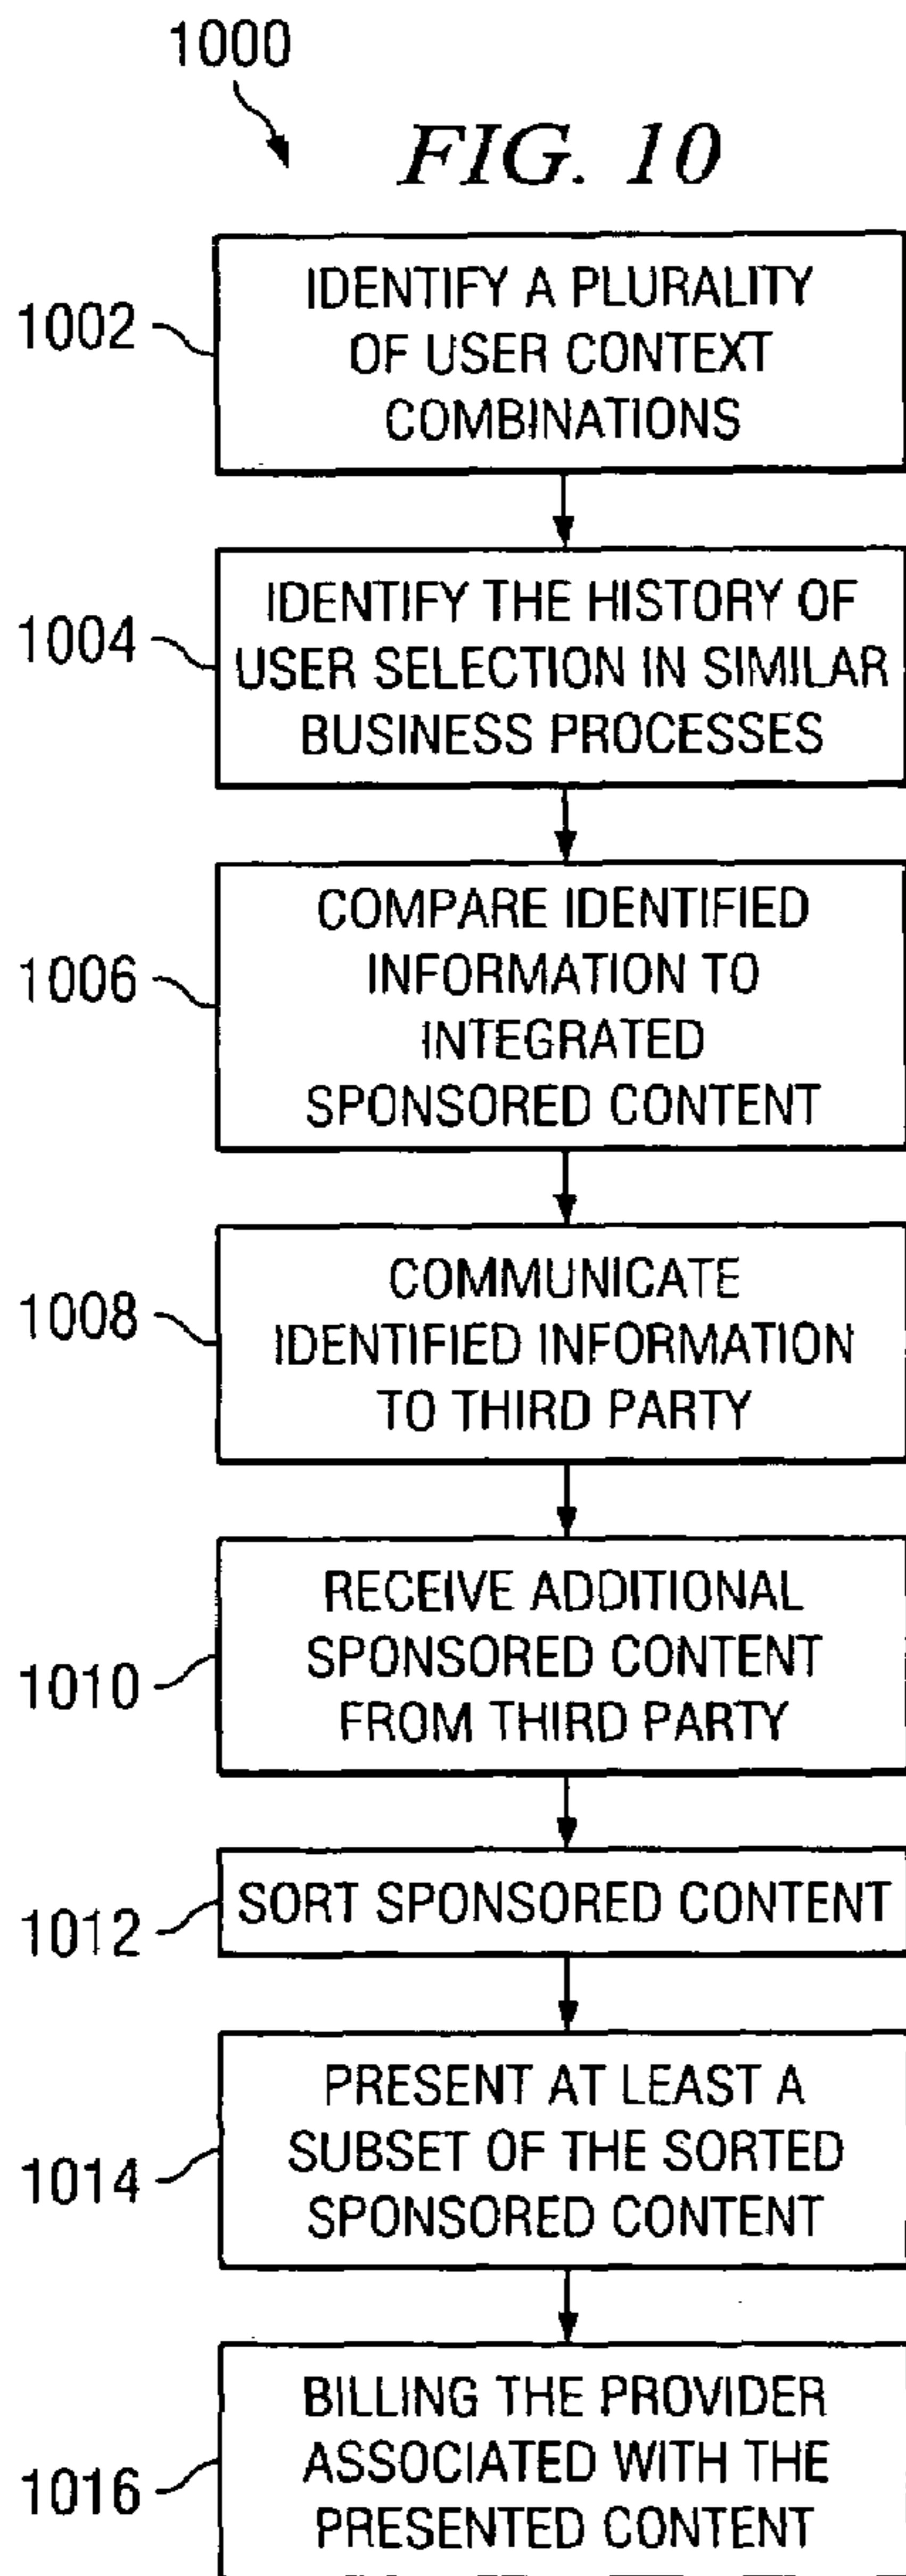 1000
FIG. 10
1002
IDENTIFY A PLURALITY
OF USER CONTEXT
COMBINATIONS
1004
IDENTIFY THE HISTORY OF
USER SELECTION IN SIMILAR
BUSINESS PROCESSES
1006
COMPARE IDENTIFIED
INFORMATION TO
INTEGRATED
SPONSORED CONTENT
1008
COMMUNICATE
IDENTIFIED INFORMATION
TO THIRD PARTY
1010
RECEIVE ADDITIONAL
SPONSORED CONTENT
FROM THIRD PARTY
1012
SORT SPONSORED CONTENT
1014
PRESENT AT LEAST A
SUBSET OF THE SORTED
SPONSORED CONTENT
1016
BILLING THE PROVIDER
ASSOCIATED WITH THE
PRESENTED CONTENT